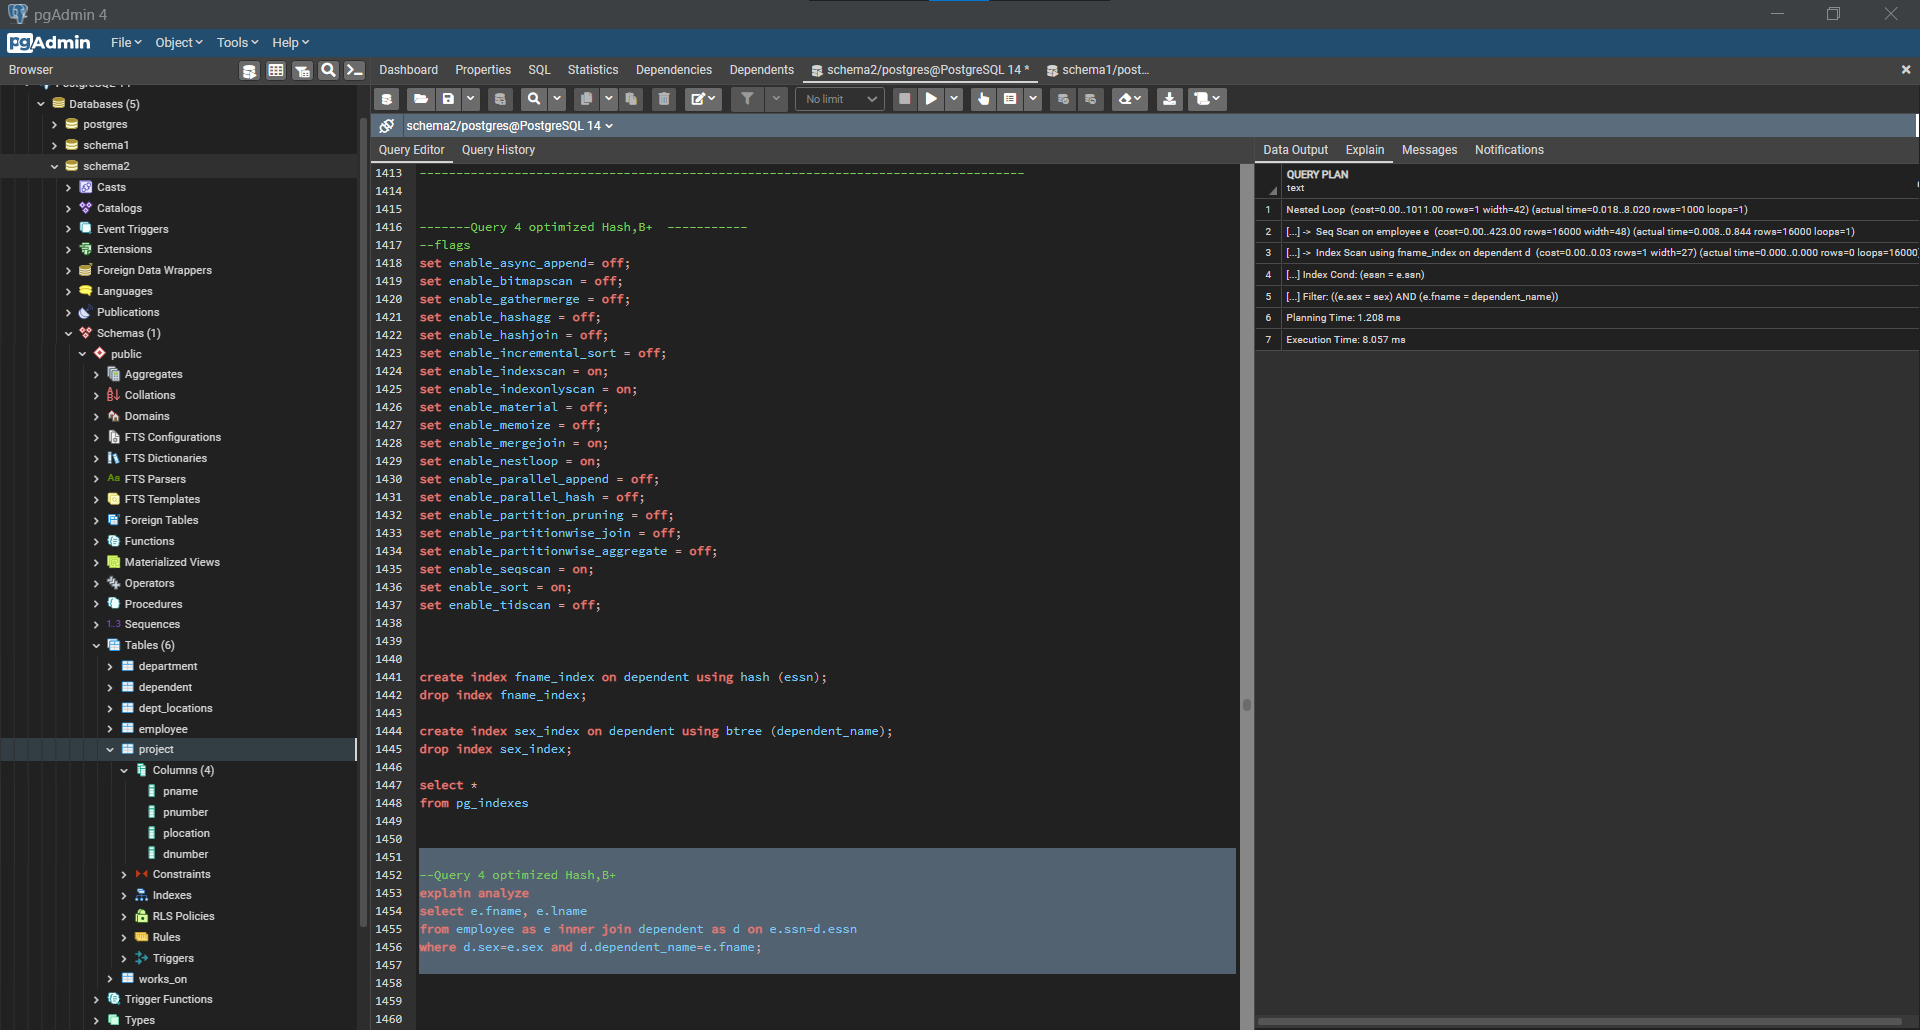 pgAdmin 4
pgAdmin File Object Tools Help
Browser
Dashboard Properties SQL Statistics Dependencies Dependents schema2/postgres@PostgreSQL 14 * schema1/post...
No limit
schema2/postgres@PostgreSQL 14
Query Editor Query History
Databases (5)
postgres
schema1
schema2
Casts
Catalogs
Event Triggers
Extensions
Foreign Data Wrappers
Languages
Publications
Schemas (1)
public
Aggregates
Collations
Domains
FTS Configurations
FTS Dictionaries
FTS Parsers
FTS Templates
Foreign Tables
Functions
Materialized Views
Operators
Procedures
1..3 Sequences
Tables (6)
department
dependent
dept_locations
employee
project
Columns (4)
pname
pnumber
plocation
dnumber
Constraints
Indexes
RLS Policies
Rules
Triggers
works_on
Trigger Functions
Types
1413 -----------------------------------------------------------------------------------
1414
1415
1416 -------Query 4 optimized Hash,B+  -----------
1417 --flags
1418 set enable_async_append= off;
1419 set enable_bitmapscan = off;
1420 set enable_gathermerge = off;
1421 set enable_hashagg = off;
1422 set enable_hashjoin = off;
1423 set enable_incremental_sort = off;
1424 set enable_indexscan = on;
1425 set enable_indexonlyscan = on;
1426 set enable_material = off;
1427 set enable_memoize = off;
1428 set enable_mergejoin = on;
1429 set enable_nestloop = on;
1430 set enable_parallel_append = off;
1431 set enable_parallel_hash = off;
1432 set enable_partition_pruning = off;
1433 set enable_partitionwise_join = off;
1434 set enable_partitionwise_aggregate = off;
1435 set enable_seqscan = on;
1436 set enable_sort = on;
1437 set enable_tidscan = off;
1438
1439
1440
1441 create index fname_index on dependent using hash (essn);
1442 drop index fname_index;
1443
1444 create index sex_index on dependent using btree (dependent_name);
1445 drop index sex_index;
1446
1447 select *
1448 from pg_indexes
1449
1450
1451
1452 --Query 4 optimized Hash,B+
1453 explain analyze
1454 select e.fname, e.lname
1455 from employee as e inner join dependent as d on e.ssn=d.essn
1456 where d.sex=e.sex and d.dependent_name=e.fname;
1457
1458
1459
1460
Data Output Explain Messages Notifications
QUERY PLAN
text
1 Nested Loop (cost=0.00..1011.00 rows=1 width=42) (actual time=0.018..8.020 rows=1000 loops=1)
2 [...] -> Seq Scan on employee e (cost=0.00..423.00 rows=16000 width=48) (actual time=0.008..0.844 rows=16000 loops=1)
3 [...] -> Index Scan using fname_index on dependent d (cost=0.00..0.03 rows=1 width=27) (actual time=0.000..0.000 rows=0 loops=16000
4 [...] Index Cond: (essn = e.ssn)
5 [...] Filter: ((e.sex = sex) AND (e.fname = dependent_name))
6 Planning Time: 1.208 ms
7 Execution Time: 8.057 ms